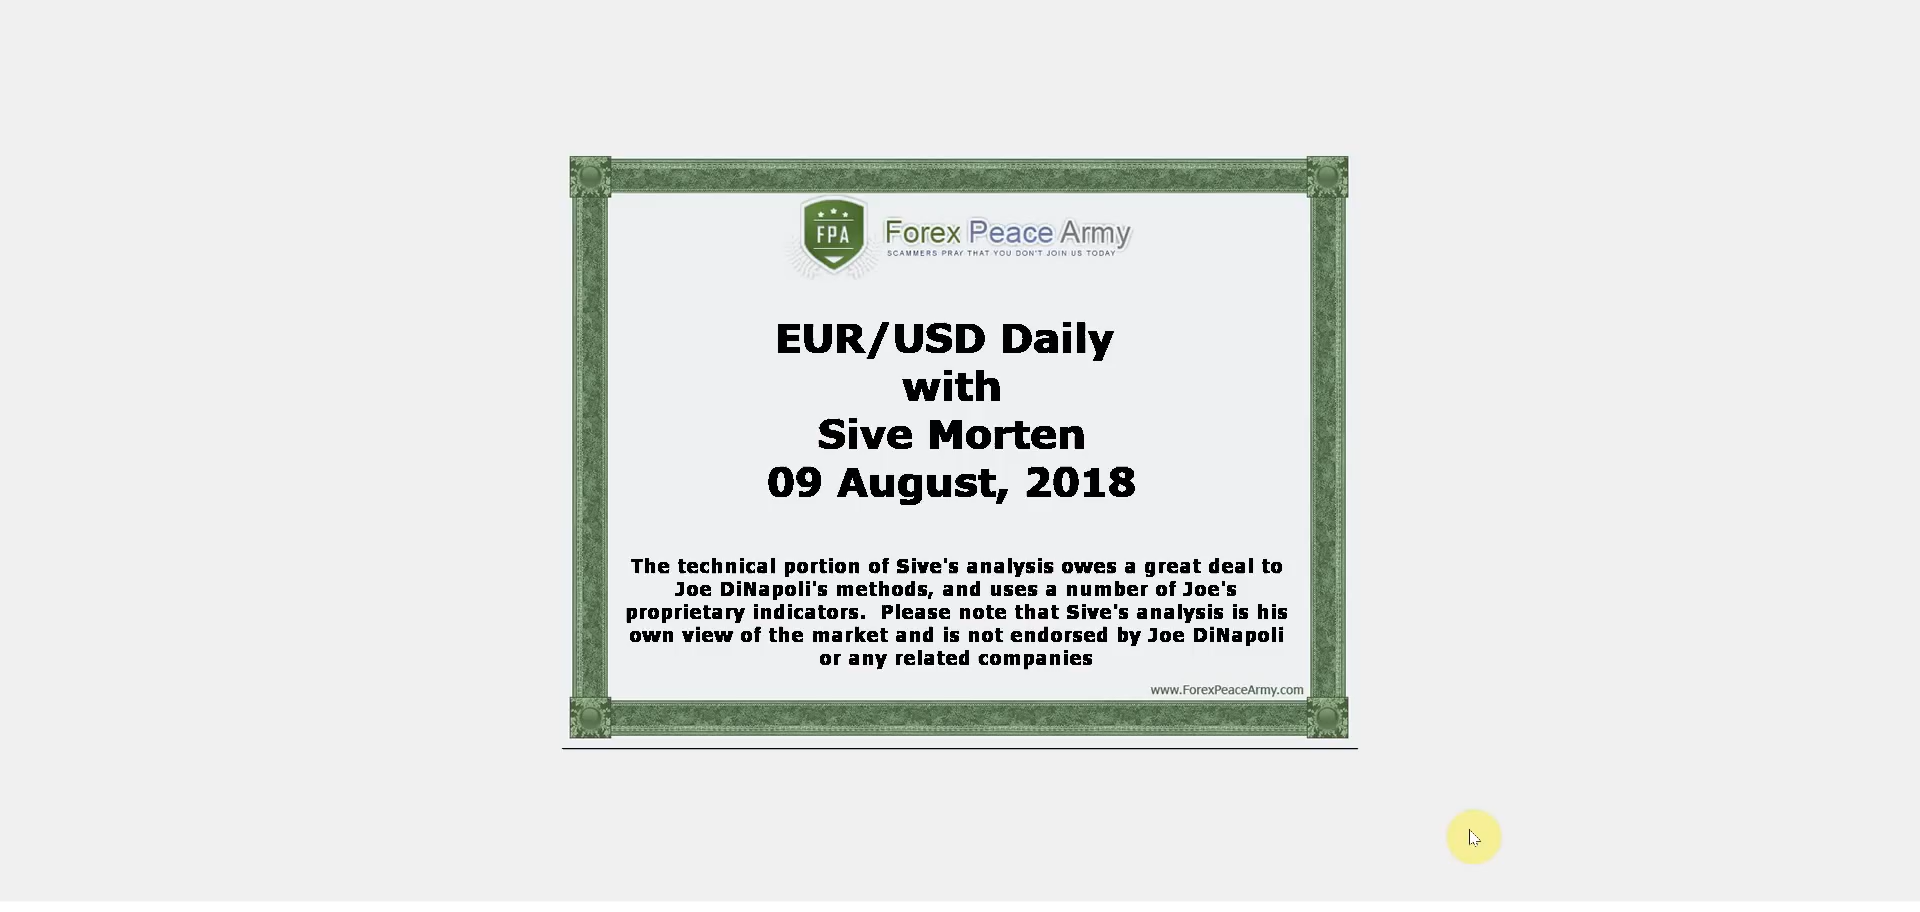 FPA
Forex Peace Army
SCAMMERS PRAY THAT YOU DON'T JOIN US TODAY
EUR/USD Daily
with
Sive Morten
09 August, 2018
The technical portion of Sive's analysis owes a great deal to
Joe DiNapoli's methods, and uses a number of Joe's
proprietary indicators.  Please note that Sive's analysis is his
own view of the market and is not endorsed by Joe DiNapoli
or any related companies
www.ForexPeaceArmy.com